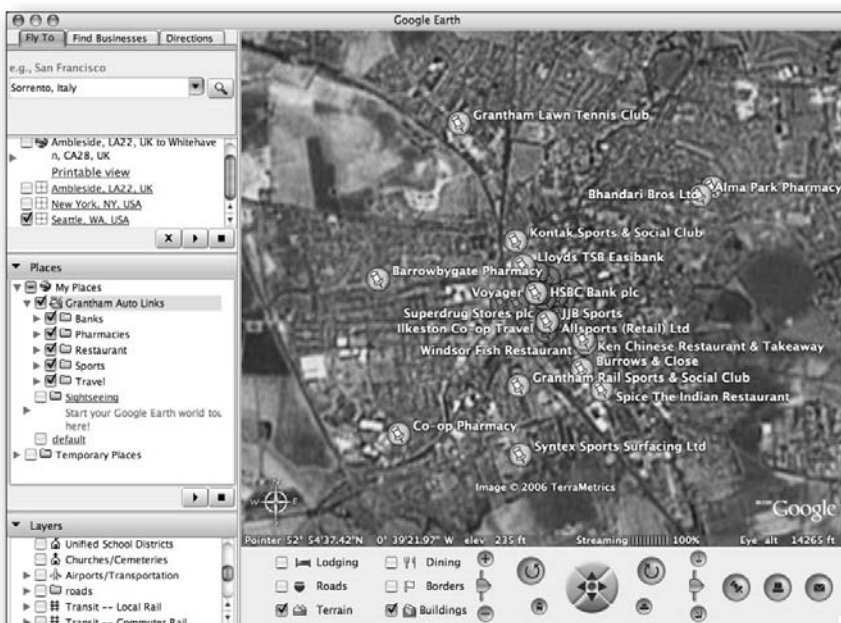 Google Earth
Fly To
Find Businesses
Directions
e.g., San Francisco
Sorrento, Italy
Ambleside, LA22, UK to Whitehave
n, CA28, UK
Printable view
Ambleside, LA22, UK
New York, NY, USA
Seattle, WA, USA
Places
My Places
Grantham Auto Links
Banks
Pharmacies
Restaurant
Sports
Travel
Sightseeing
Start your Google Earth world tou
here!
default
Temporary Places
Layers
Unified School Districts
Churches/Cemeteries
Airports/Transportation
roads
Transit -- Local Rail
Transit -- Commuter Rail
Grantham Lawn Tennis Club
Bhandari Bros Ltd
Alma Park Pharmacy
Kontak Sports & Social Club
Lloyds TSB Easibank
Barrowbygate Pharmacy
Voyager
HSBC Bank plc
Superdrug Stores plc
JJB Sports
Ilkeston Co-op Travel
Allsports (Retail) Ltd
Windsor Fish Restaurant
Ken Chinese Restaurant & Takeaway
Burrows & Close
Grantham Rail Sports & Social Club
Spice The Indian Restaurant
Co-op Pharmacy
Syntex Sports Surfacing Ltd
N
W
E
S
Image © 2006 TerraMetrics
Google
Pointer 52° 54'37.42"N 0° 39'21.97" W elev 235 ft Streaming |||||||||| 100% Eye alt 14265 ft
Lodging
Dining
Roads
Borders
Terrain
Buildings